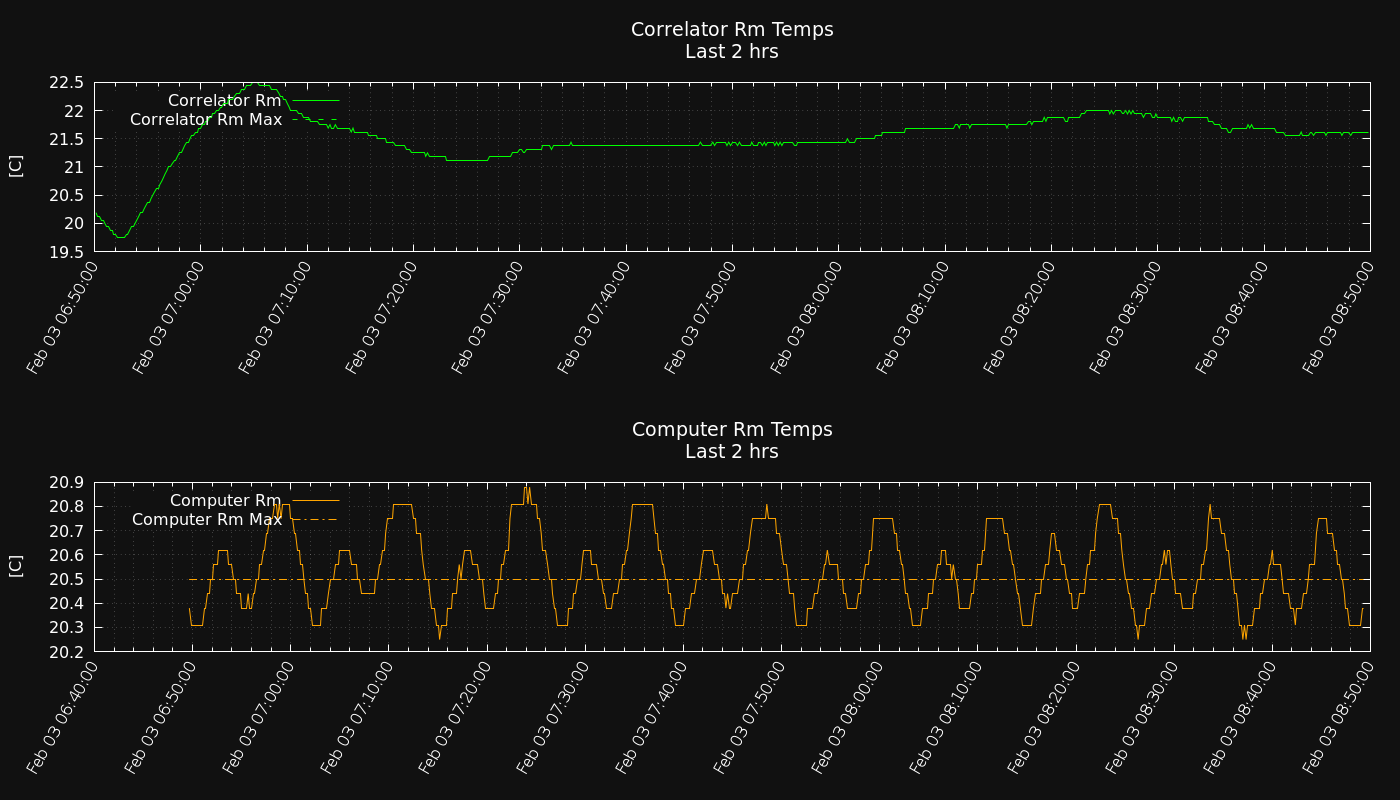 Correlator Rm Temps
Last 2 hrs
22.5
22
21.5
21
20.5
20
19.5
[C]
Correlator Rm
Correlator Rm Max
Feb 03 06:50:00
Feb 03 07:00:00
Feb 03 07:10:00
Feb 03 07:20:00
Feb 03 07:30:00
Feb 03 07:40:00
Feb 03 07:50:00
Feb 03 08:00:00
Feb 03 08:10:00
Feb 03 08:20:00
Feb 03 08:30:00
Feb 03 08:40:00
Feb 03 08:50:00
Computer Rm Temps
Last 2 hrs
20.9
20.8
20.7
20.6
20.5
20.4
20.3
20.2
[C]
Computer Rm
Computer Rm Max
Feb 03 06:40:00
Feb 03 06:50:00
Feb 03 07:00:00
Feb 03 07:10:00
Feb 03 07:20:00
Feb 03 07:30:00
Feb 03 07:40:00
Feb 03 07:50:00
Feb 03 08:00:00
Feb 03 08:10:00
Feb 03 08:20:00
Feb 03 08:30:00
Feb 03 08:40:00
Feb 03 08:50:00